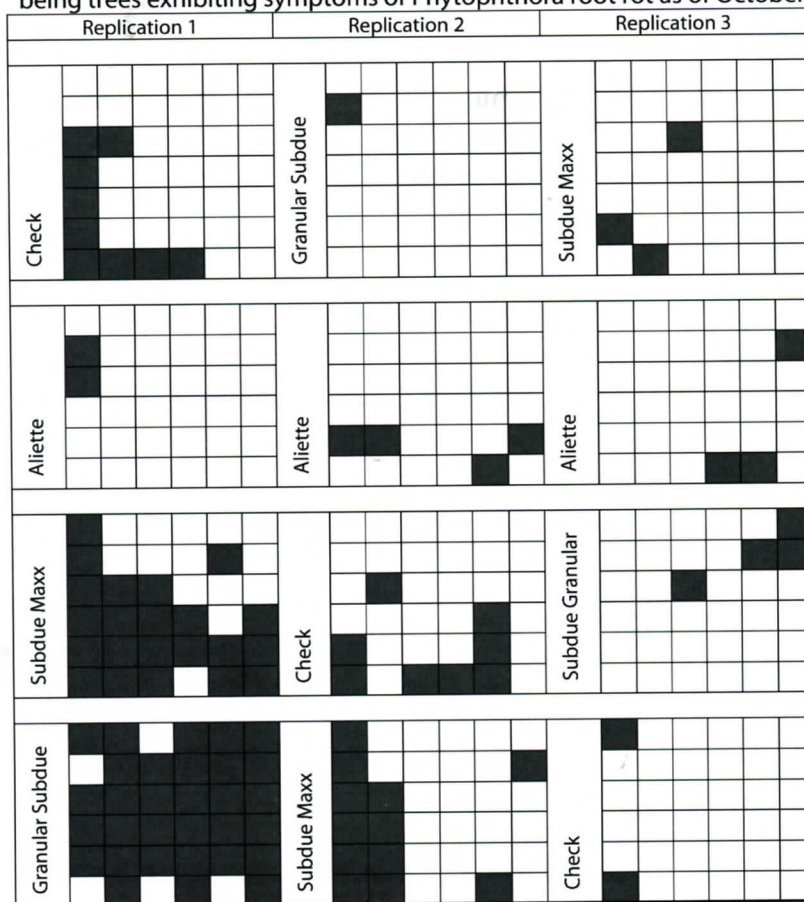 being trees exhibiting symptoms of Phytophthora root rot as of October
Replication 1
Replication 2
Replication 3
Check
Granular Subdue
Subdue Maxx
Aliette
Aliette
Aliette
Subdue Maxx
Check
Subdue Granular
Granular Subdue
Subdue Maxx
Check